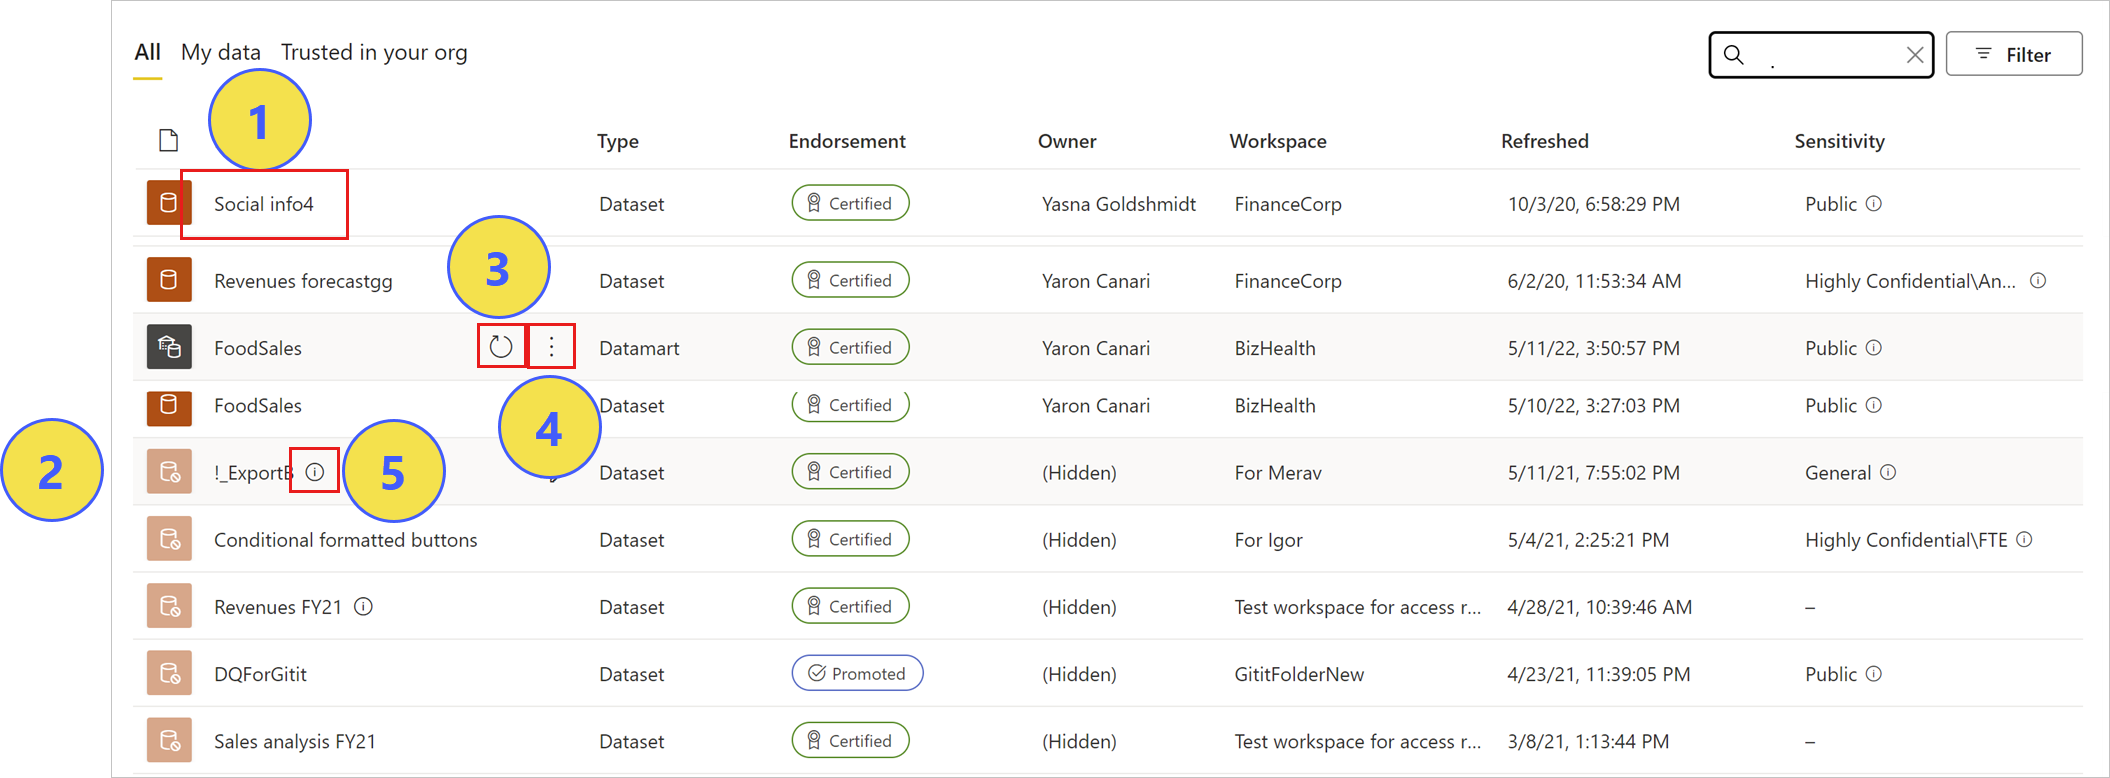 All My data Trusted in your org . Filter
1
Type Endorsement Owner Workspace Refreshed Sensitivity
Social info4 Dataset Certified Yasna Goldshmidt FinanceCorp 10/3/20, 6:58:29 PM Public
3
Revenues forecastgg Dataset Certified Yaron Canari FinanceCorp 6/2/20, 11:53:34 AM Highly Confidential\An...
FoodSales Datamart Certified Yaron Canari BizHealth 5/11/22, 3:50:57 PM Public
FoodSales Dataset Certified Yaron Canari BizHealth 5/10/22, 3:27:03 PM Public
4
2
!_ExportB 5 Dataset Certified (Hidden) For Merav 5/11/21, 7:55:02 PM General
Conditional formatted buttons Dataset Certified (Hidden) For Igor 5/4/21, 2:25:21 PM Highly Confidential\FTE
Revenues FY21 Dataset Certified (Hidden) Test workspace for access r... 4/28/21, 10:39:46 AM –
DQForGitit Dataset Promoted (Hidden) GititFolderNew 4/23/21, 11:39:05 PM Public
Sales analysis FY21 Dataset Certified (Hidden) Test workspace for access r... 3/8/21, 1:13:44 PM –